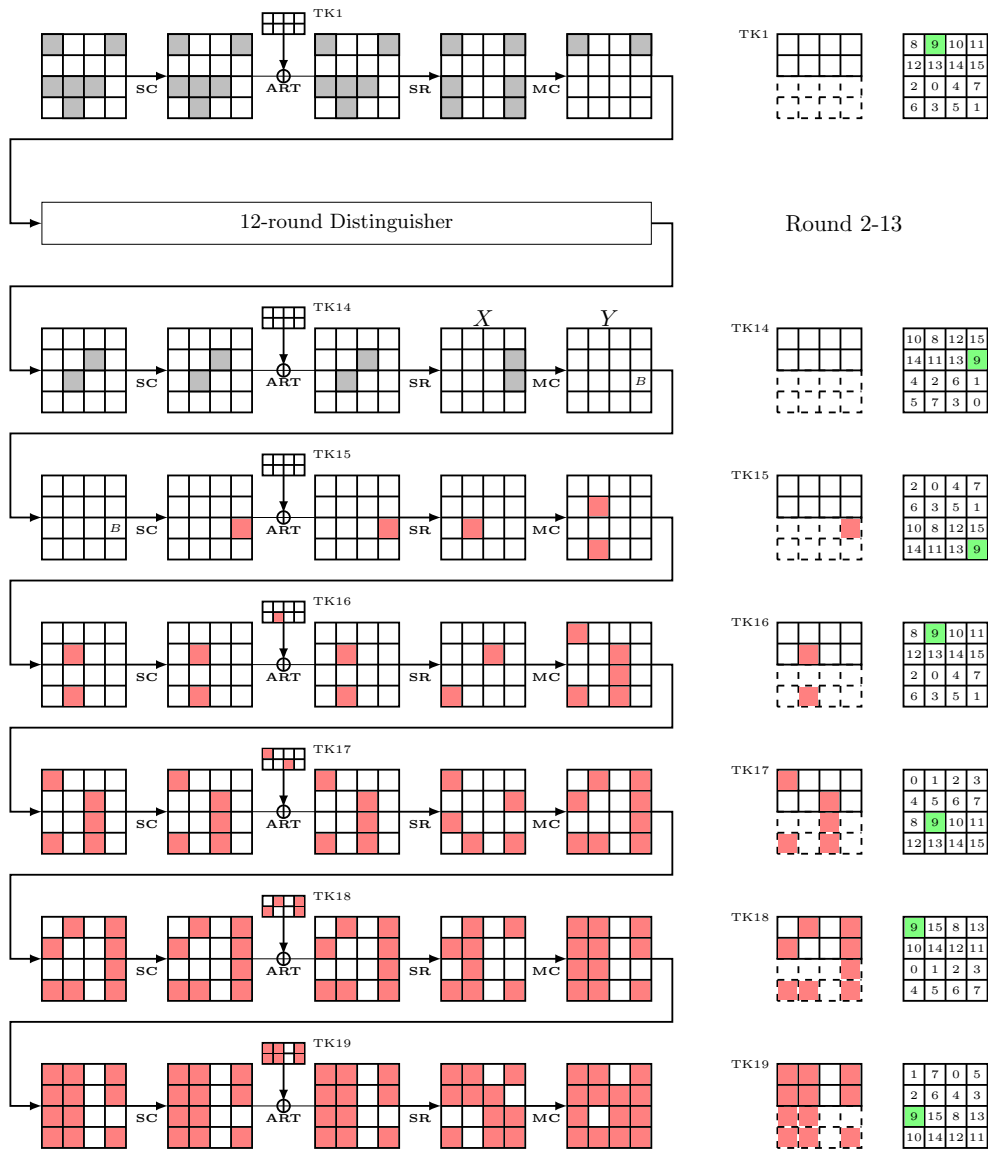 TK1
TK1
8 9 10 11
12 13 14 15
2 0 4 7
6 3 5 1
SC ART SR MC
12-round Distinguisher
Round 2-13
TK14
X Y
TK14
10 8 12 15
14 11 13 9
4 2 6 1
5 7 3 0
B
SC ART SR MC
TK15
TK15
2 0 4 7
6 3 5 1
10 8 12 15
14 11 13 9
B
SC ART SR MC
TK16
TK16
8 9 10 11
12 13 14 15
2 0 4 7
6 3 5 1
SC ART SR MC
TK17
TK17
0 1 2 3
4 5 6 7
8 9 10 11
12 13 14 15
SC ART SR MC
TK18
TK18
9 15 8 13
10 14 12 11
0 1 2 3
4 5 6 7
SC ART SR MC
TK19
TK19
1 7 0 5
2 6 4 3
9 15 8 13
10 14 12 11
SC ART SR MC